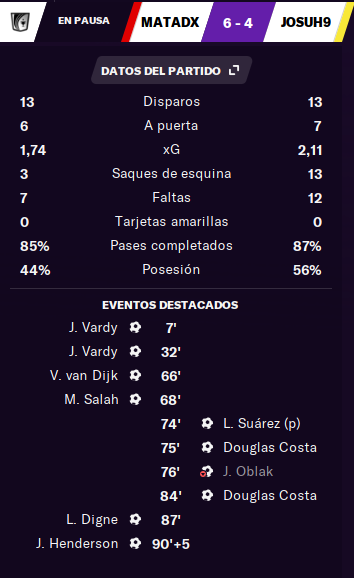 EN PAUSA MATADX 6 - 4 JOSUH9
DATOS DEL PARTIDO
13 Disparos 13
6 A puerta 7
1,74 xG 2,11
3 Saques de esquina 13
7 Faltas 12
0 Tarjetas amarillas 0
85% Pases completados 87%
44% Posesión 56%
EVENTOS DESTACADOS
J. Vardy 7'
J. Vardy 32'
V. van Dijk 66'
M. Salah 68'
74' L. Suárez (p)
75' Douglas Costa
76' J. Oblak
84' Douglas Costa
L. Digne 87'
J. Henderson 90'+5